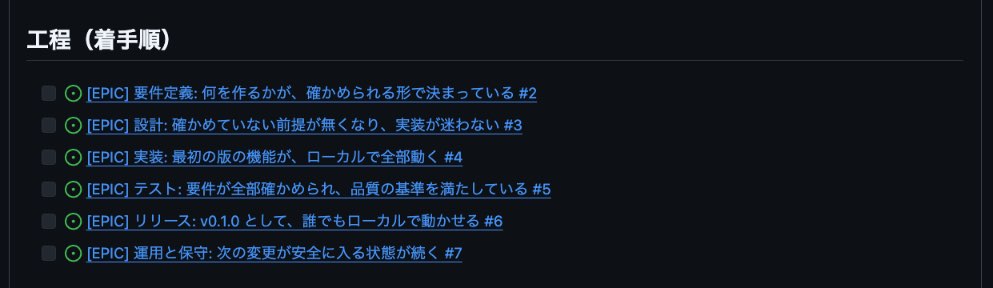 工程（着手順）
[EPIC] 要件定義: 何を作るかが、確かめられる形で決まっている #2
[EPIC] 設計: 確かめていない前提が無くなり、実装が迷わない #3
[EPIC] 実装: 最初の版の機能が、ローカルで全部動く #4
[EPIC] テスト: 要件が全部確かめられ、品質の基準を満たしている #5
[EPIC] リリース: v0.1.0 として、誰でもローカルで動かせる #6
[EPIC] 運用と保守: 次の変更が安全に入る状態が続く #7